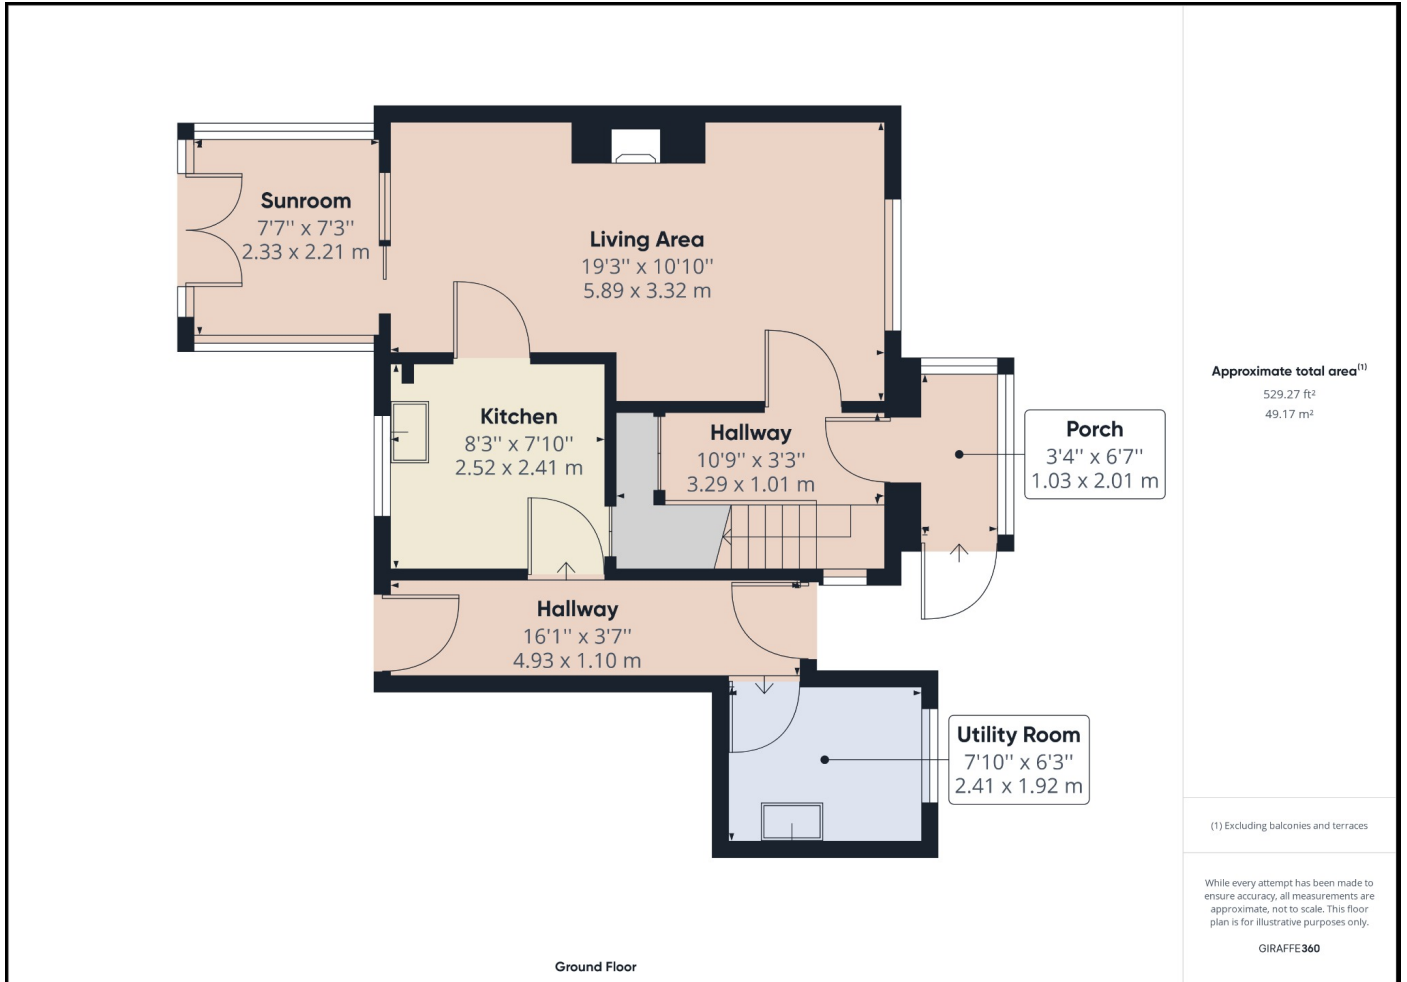 Sunroom
7'7'' x 7'3''
2.33 x 2.21 m
Living Area
19'3'' x 10'10''
5.89 x 3.32 m
Kitchen
8'3'' x 7'10''
2.52 x 2.41 m
Hallway
10'9'' x 3'3''
3.29 x 1.01 m
Porch
3'4'' x 6'7''
1.03 x 2.01 m
Hallway
16'1'' x 3'7''
4.93 x 1.10 m
Utility Room
7'10'' x 6'3''
2.41 x 1.92 m
Ground Floor
Approximate total area(1)
529.27 ft²
49.17 m²
(1) Excluding balconies and terraces
While every attempt has been made to
ensure accuracy, all measurements are
approximate, not to scale. This floor
plan is for illustrative purposes only.
GIRAFFE360